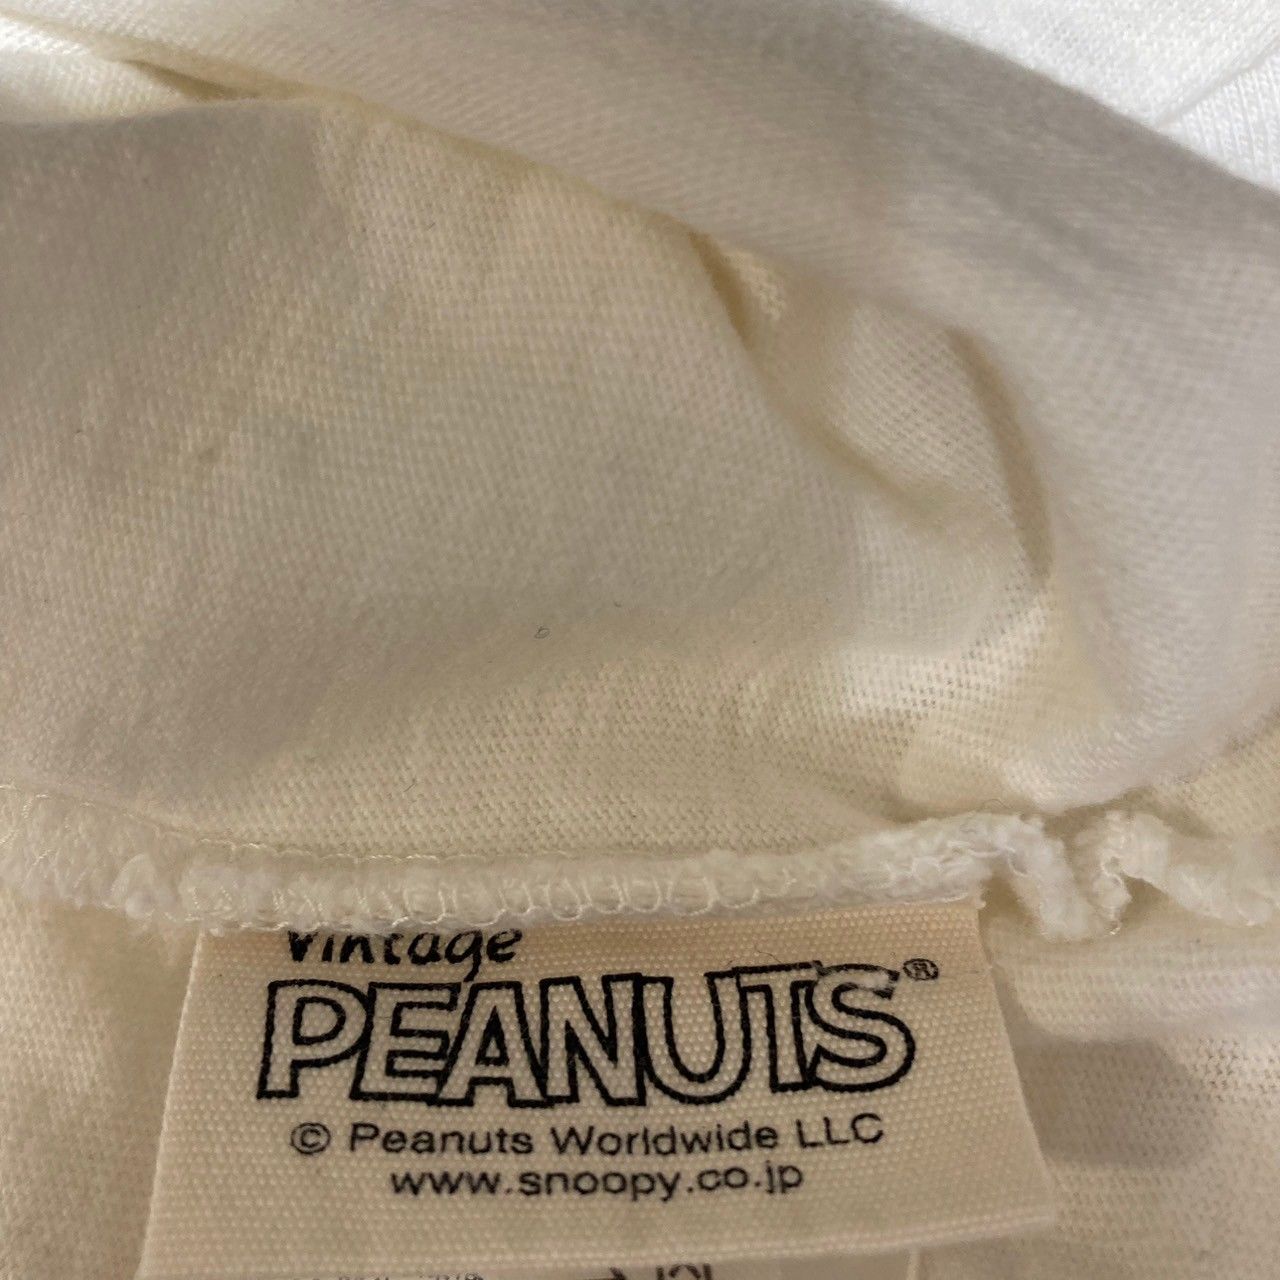 Vintage
PEANUTS®
© Peanuts Worldwide LLC
www.snoopy.co.jp